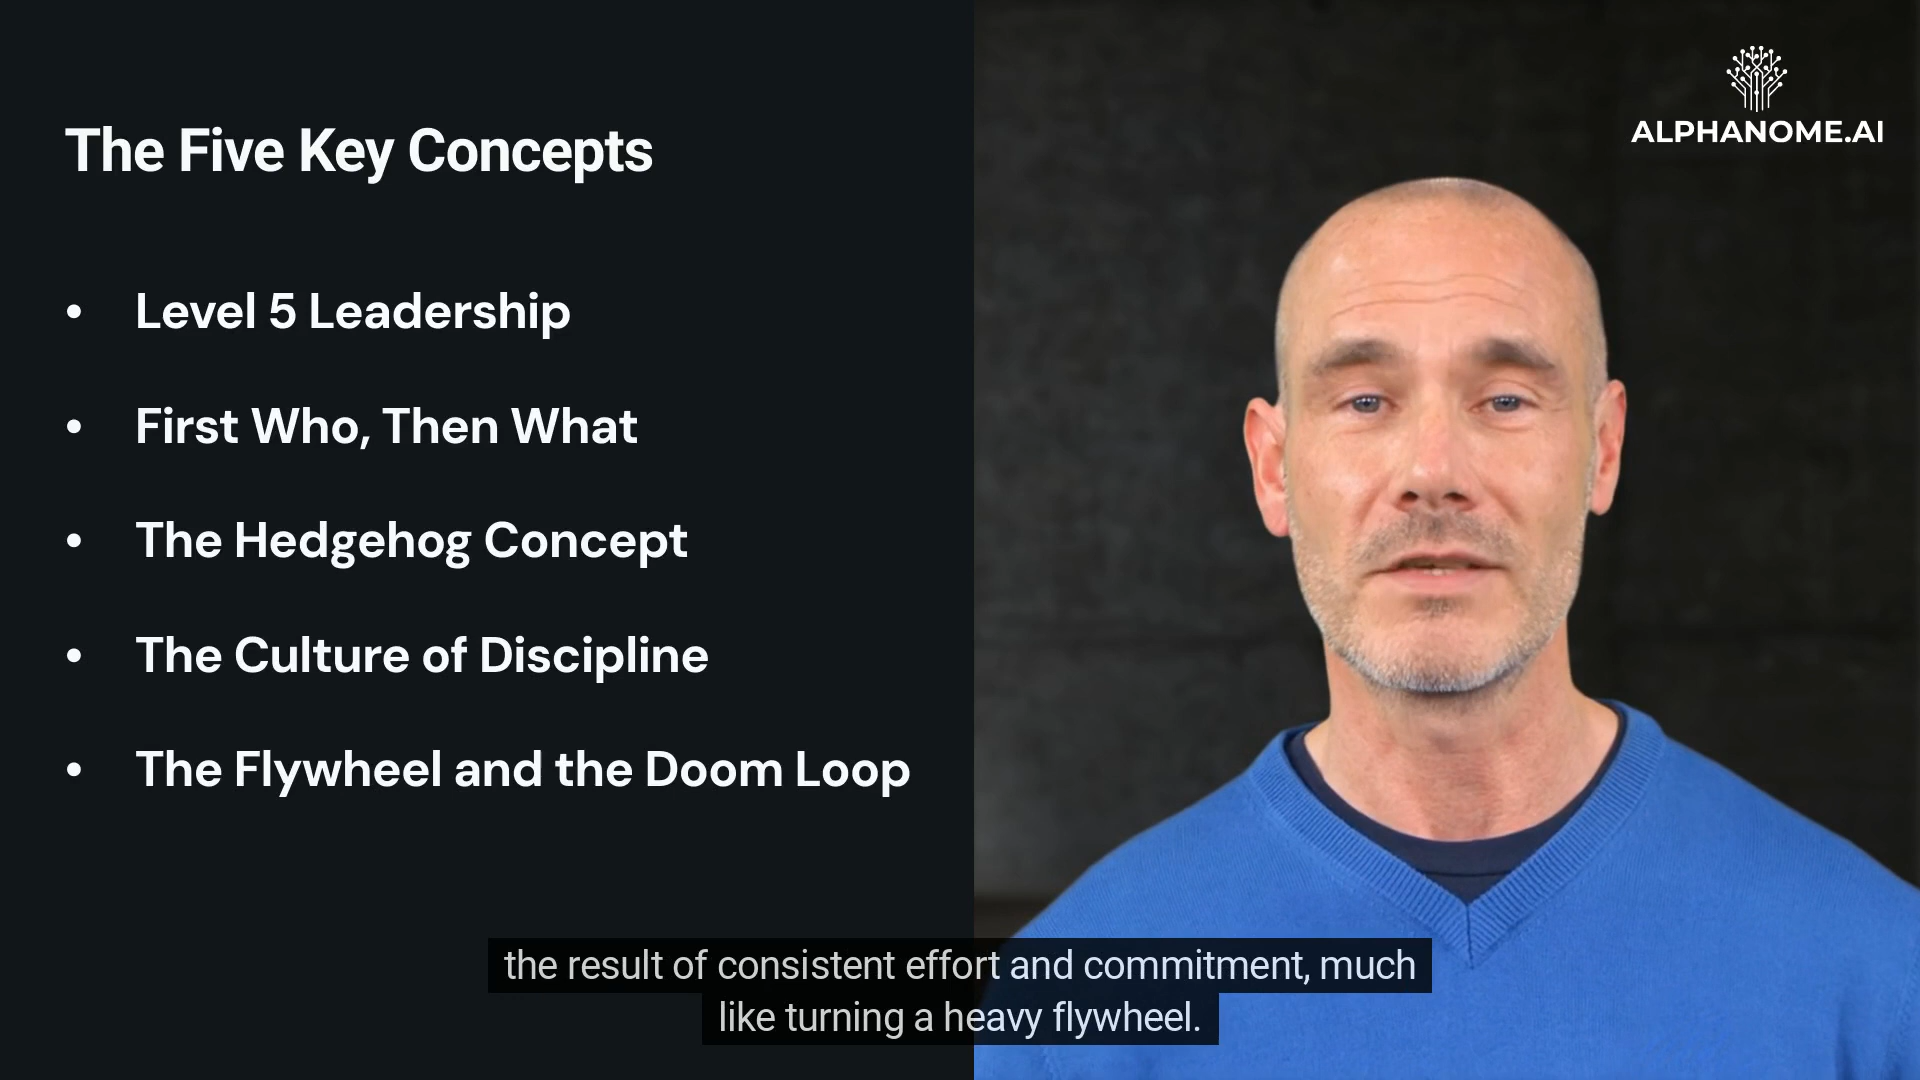 The Five Key Concepts
• Level 5 Leadership
• First Who, Then What
• The Hedgehog Concept
• The Culture of Discipline
• The Flywheel and the Doom Loop
ALPHANOME.AI
the result of consistent effort and commitment, much
like turning a heavy flywheel.